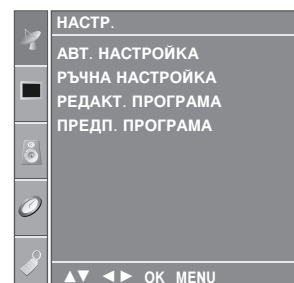 НАСТР.
АВТ. НАСТРОЙКА
РЪЧНА НАСТРОЙКА
РЕДАКТ. ПРОГРАМА
ПРЕДП. ПРОГРАМА
▲▼ ◄► OK MENU